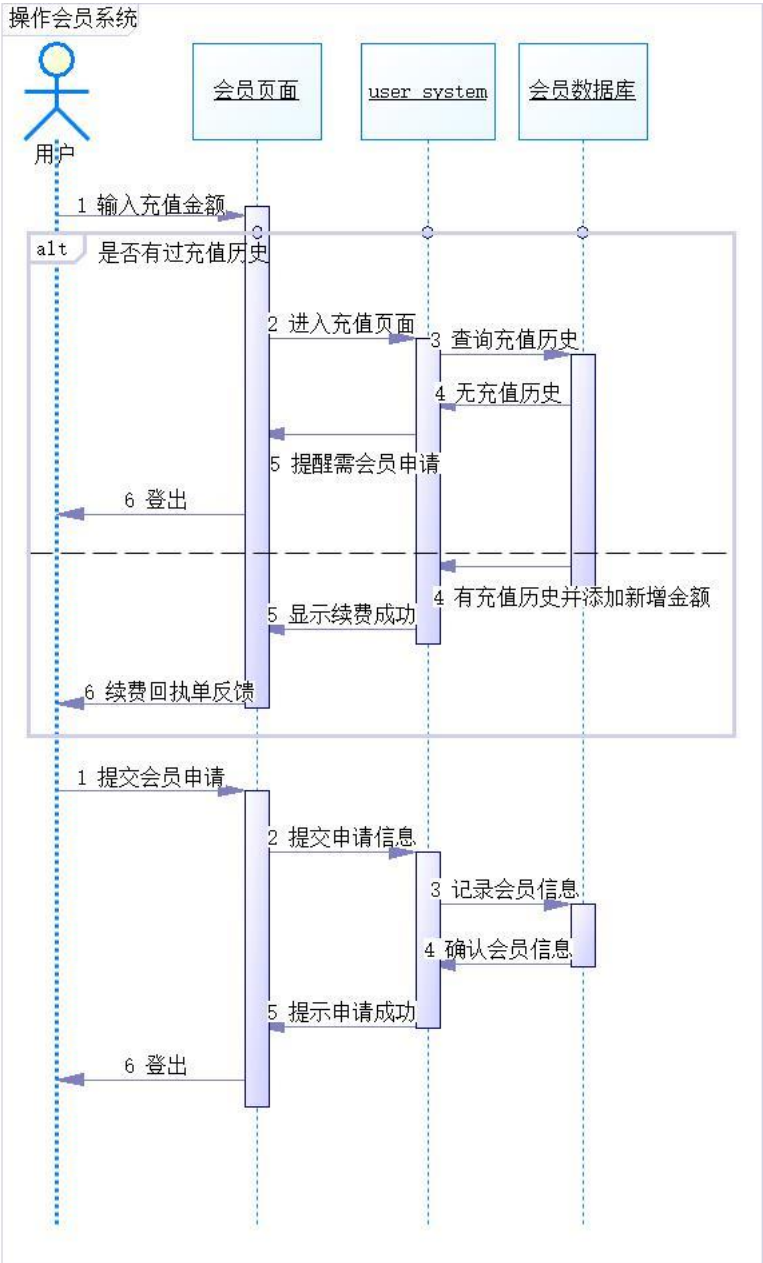 操作会员系统
会员页面
user system
会员数据库
用户
1 输入充值金额
alt
是否有过充值历史
2 进入充值页面
3 查询充值历史
4 无充值历史
5 提醒需会员申请
6 登出
4 有充值历史并添加新增金额
5 显示续费成功
6 续费回执单反馈
1 提交会员申请
2 提交申请信息
3 记录会员信息
4 确认会员信息
5 提示申请成功
6 登出